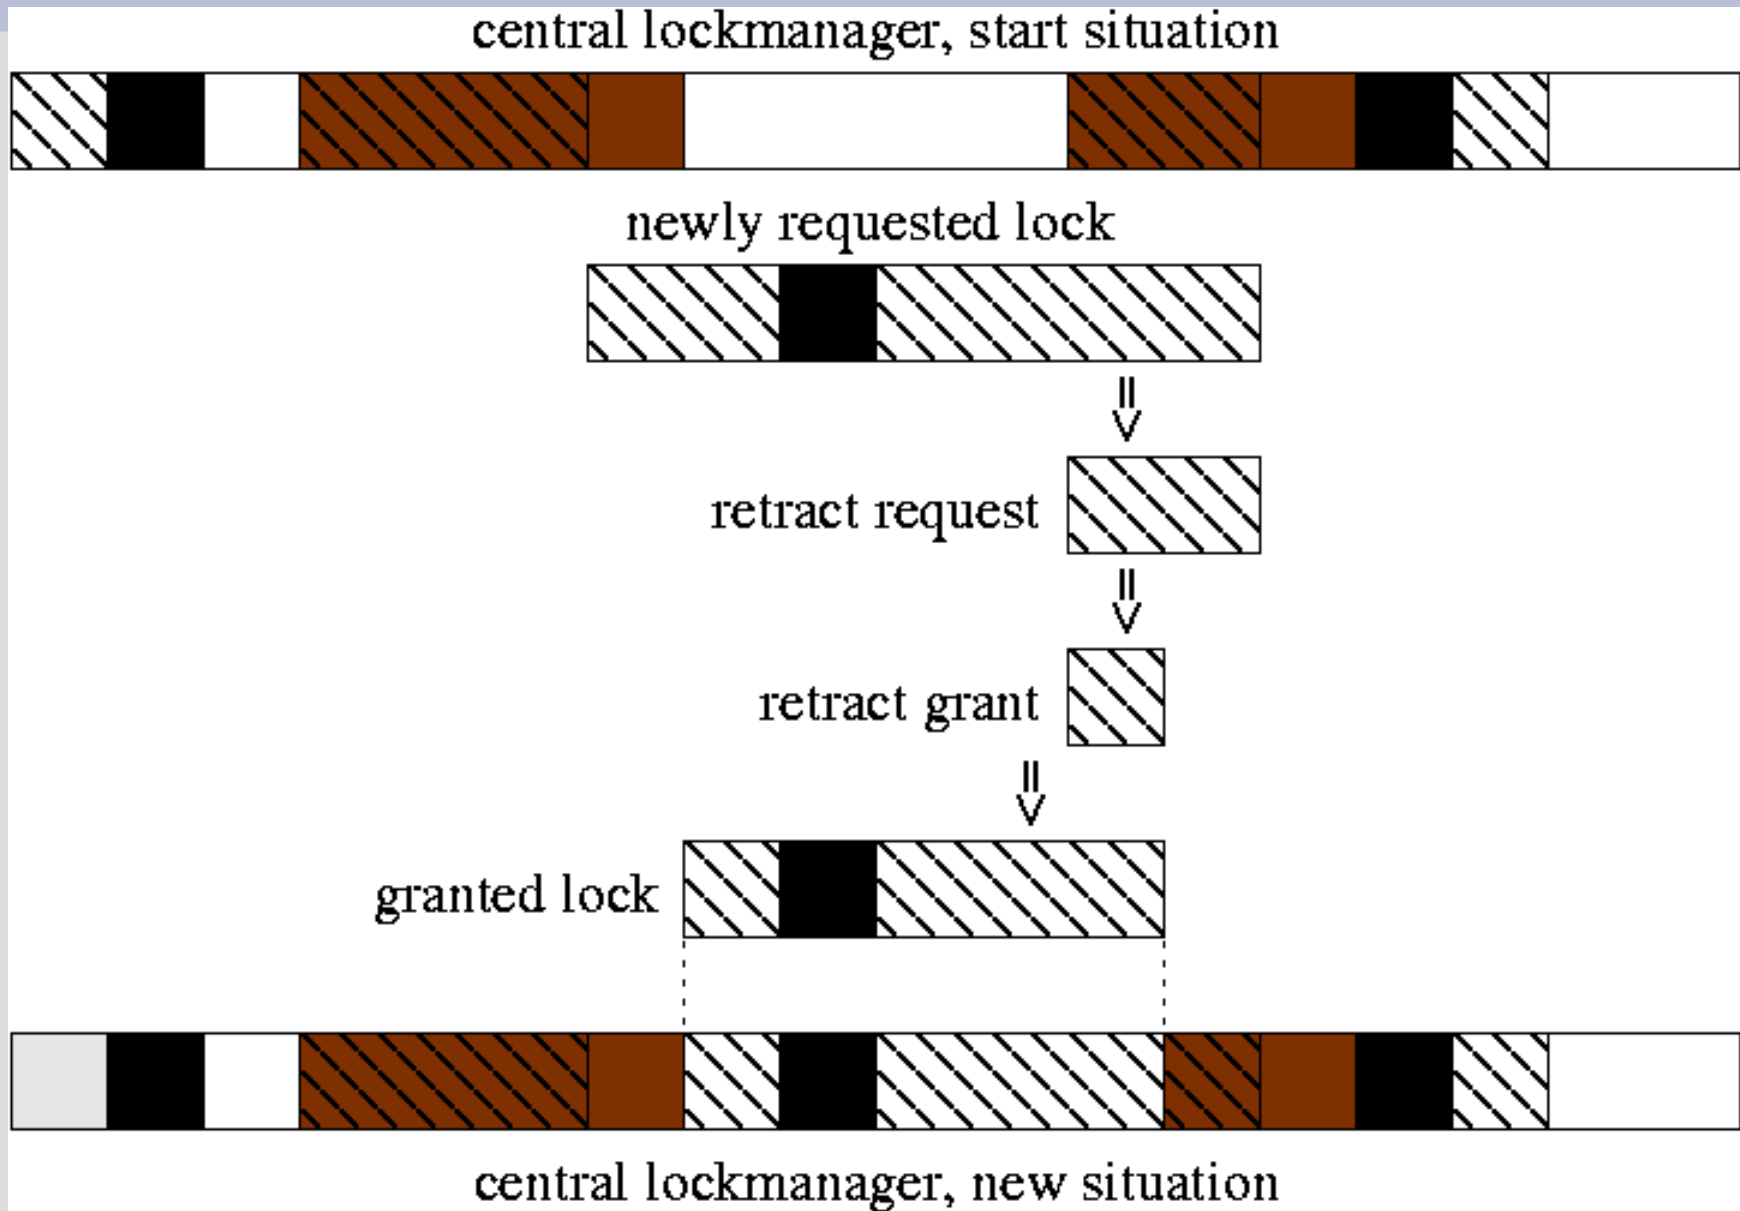 central lockmanager, start situation
newly requested lock
retract request
retract grant
granted lock
central lockmanager, new situation